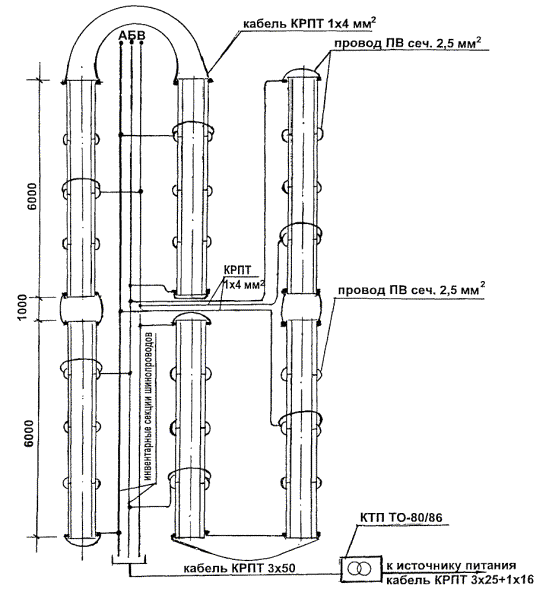 кабель КРПТ 1х4 мм²
провод ПВ сеч. 2,5 мм²
АБВ
6000
КРПТ
1х4 мм²
провод ПВ сеч. 2,5 мм²
1000
инвентарные секции шинопроводов
6000
КТП ТО-80/86
к источнику питания
кабель КРПТ 3х50
кабель КРПТ 3х25+1х16